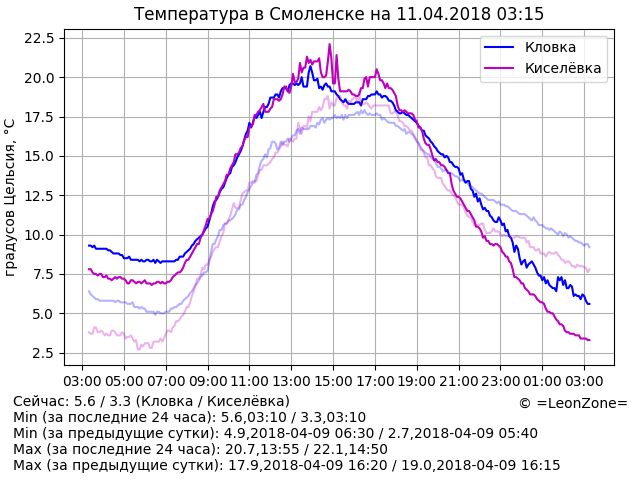 Температура в Смоленске на 11.04.2018 03:15
градусов Цельсия, °C
22.5
20.0
17.5
15.0
12.5
10.0
7.5
5.0
2.5
Кловка
Киселёвка
03:00 05:00 07:00 09:00 11:00 13:00 15:00 17:00 19:00 21:00 23:00 01:00 03:00
Сейчас: 5.6 / 3.3 (Кловка / Киселёвка)
© =LeonZone=
Min (за последние 24 часа): 5.6,03:10 / 3.3,03:10
Min (за предыдущие сутки): 4.9,2018-04-09 06:30 / 2.7,2018-04-09 05:40
Max (за последние 24 часа): 20.7,13:55 / 22.1,14:50
Max (за предыдущие сутки): 17.9,2018-04-09 16:20 / 19.0,2018-04-09 16:15